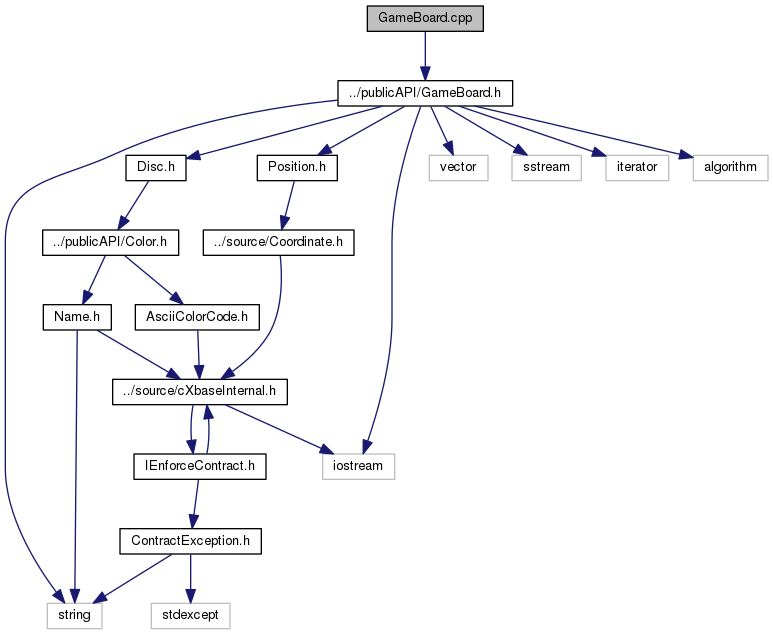 GameBoard.cpp
../publicAPI/GameBoard.h
Disc.h
Position.h
vector
sstream
iterator
algorithm
../publicAPI/Color.h
../source/Coordinate.h
Name.h
AsciiColorCode.h
../source/cXbaseInternal.h
IEnforceContract.h
iostream
ContractException.h
string
stdexcept